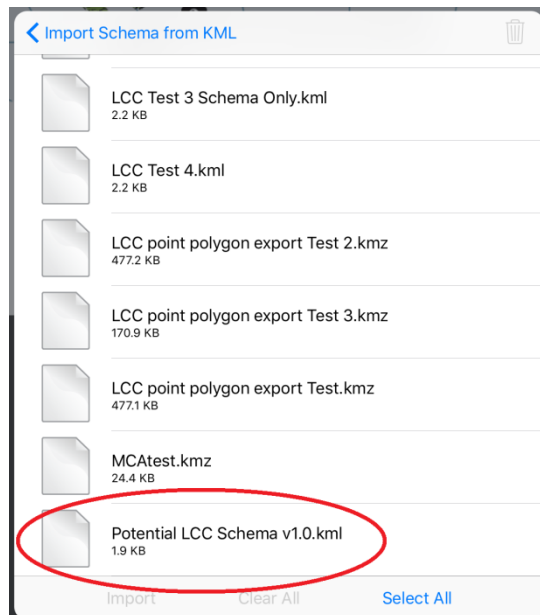 Import Schema from KML
LCC Test 3 Schema Only.kml
2.2 KB
LCC Test 4.kml
2.2 KB
LCC point polygon export Test 2.kmz
477.2 KB
LCC point polygon export Test 3.kmz
170.9 KB
LCC point polygon export Test.kmz
477.1 KB
MCAtest.kmz
24.4 KB
Potential LCC Schema v1.0.kml
1.9 KB
Import Clear All Select All